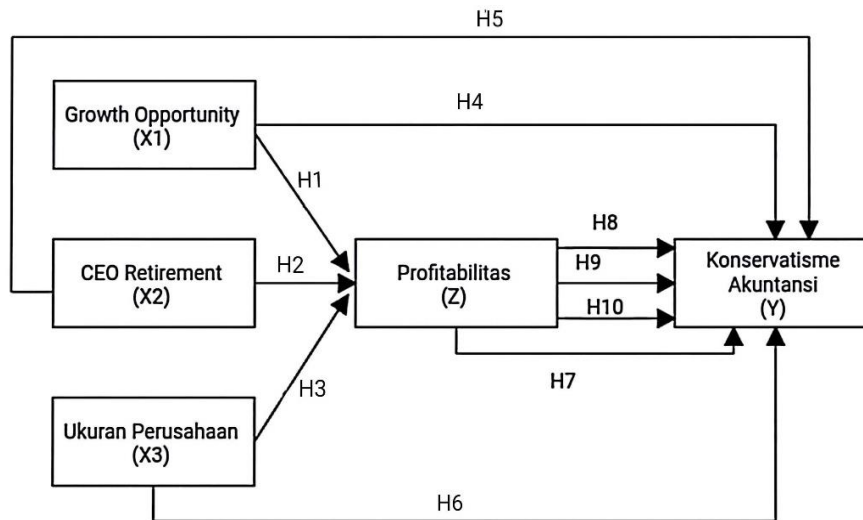 H5
Growth Opportunity
(X1)
H4
H1
CEO Retirement
(X2)
H2
Profitabilitas
(Z)
H8
H9
H10
Konservatisme
Akuntansi
(Y)
H3
H7
Ukuran Perusahaan
(X3)
H6